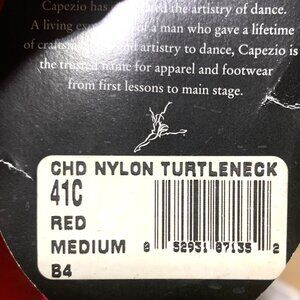 Capezio has the artistry of dance.
A living a man who gave a lifetime
of and artistry to dance, Capezio is
the trusted name for apparel and footwear
from first lessons to main stage.
CHD NYLON TURTLENECK
41C
RED
MEDIUM
B4
0 52931 07135 2